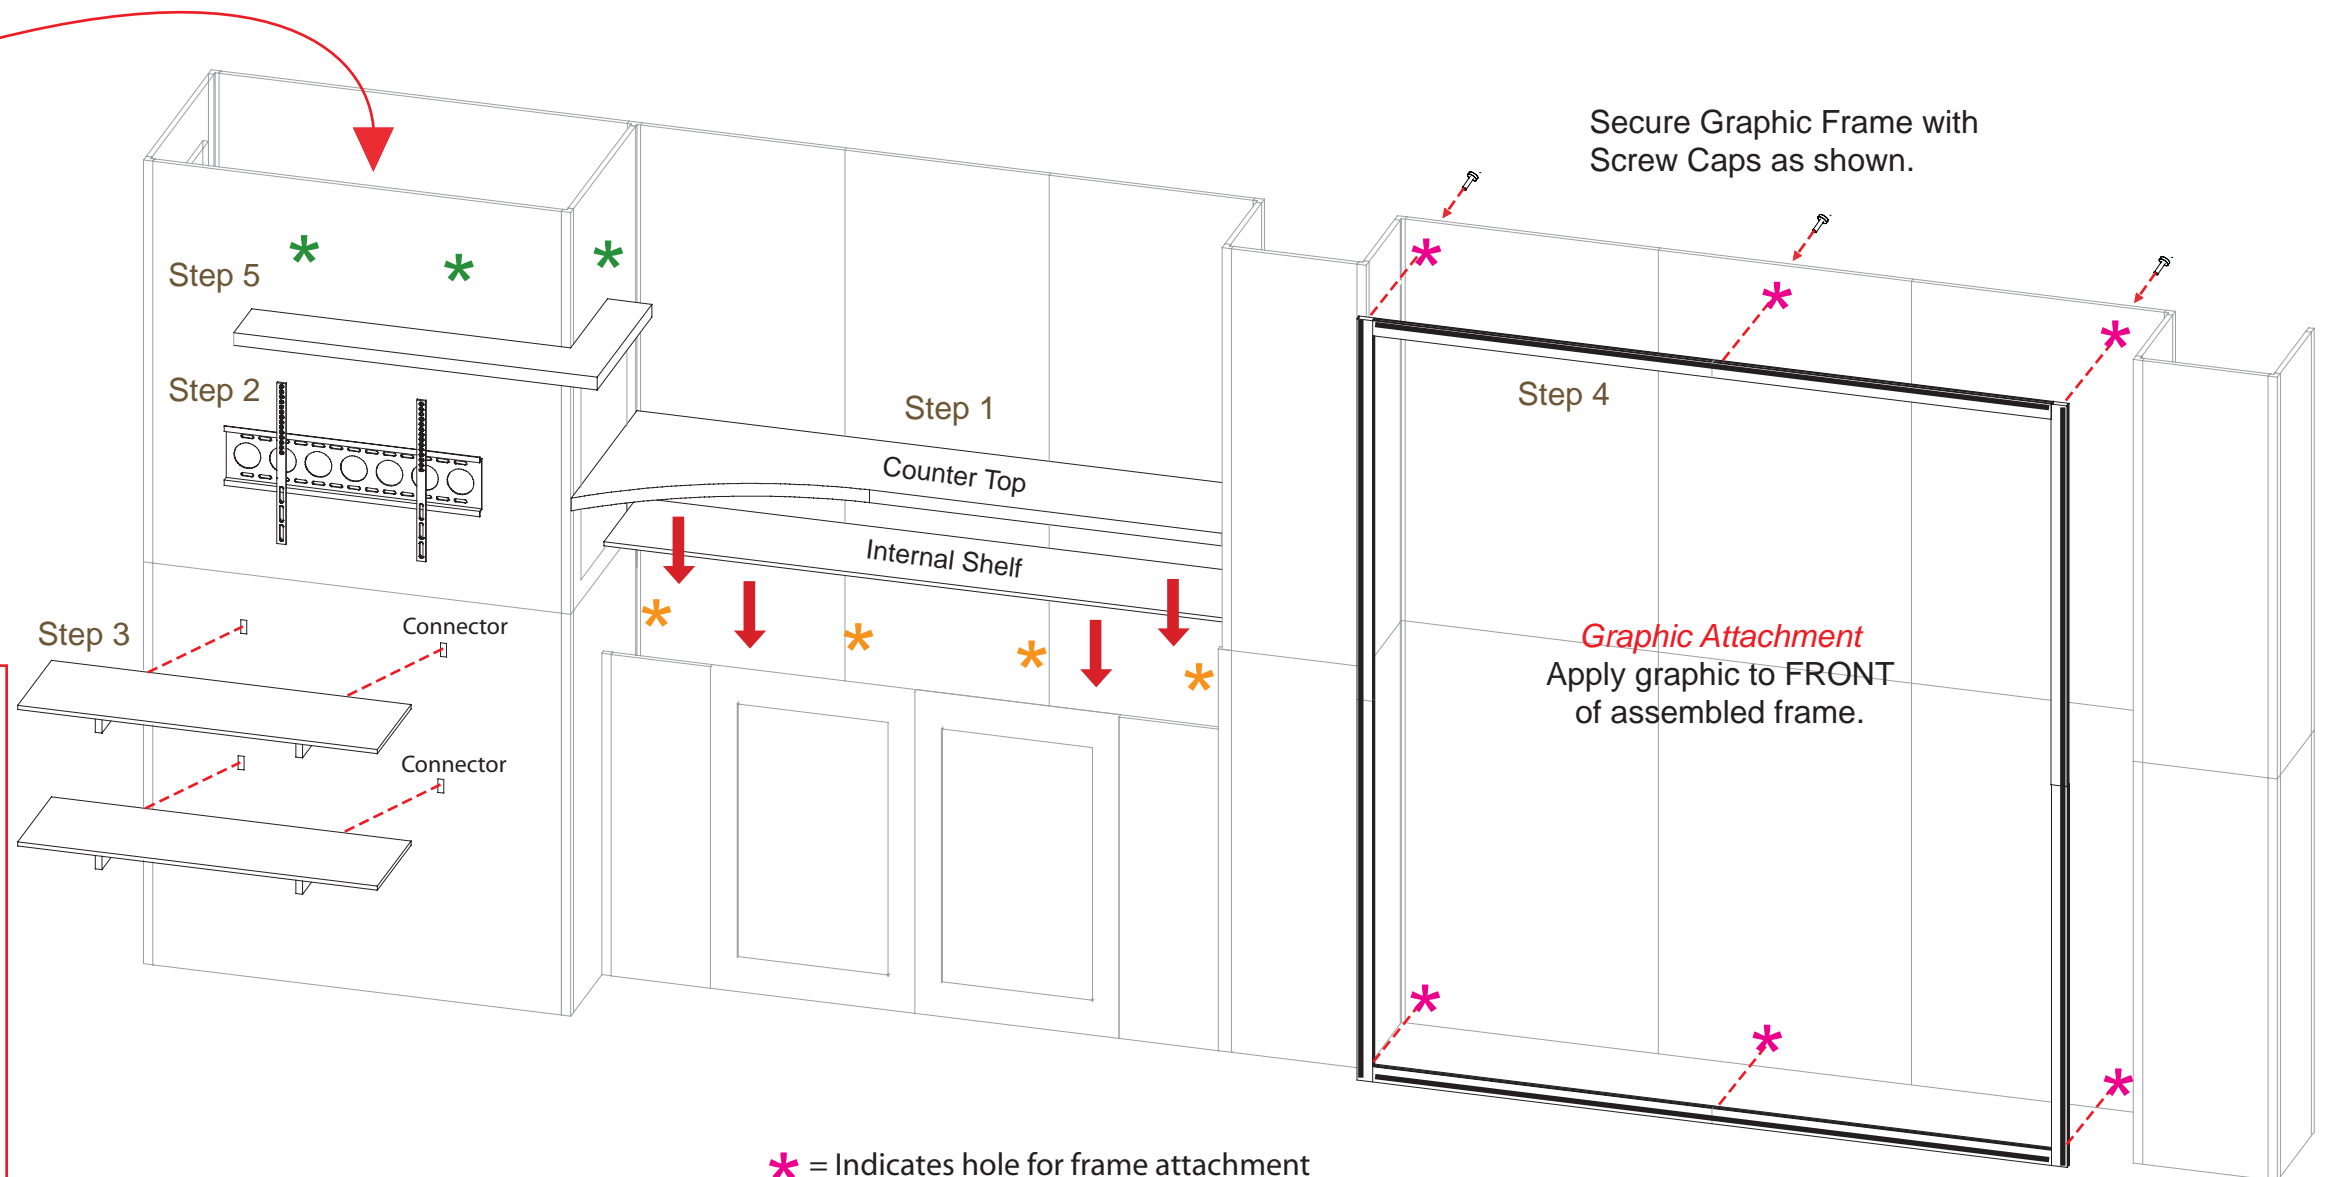 Secure Graphic Frame with
Screw Caps as shown.
Step 5
Step 2
Step 1
Step 4
Counter Top
Internal Shelf
Step 3
Connector
Connector
Graphic Attachment
Apply graphic to FRONT
of assembled frame.
* = Indicates hole for frame attachment